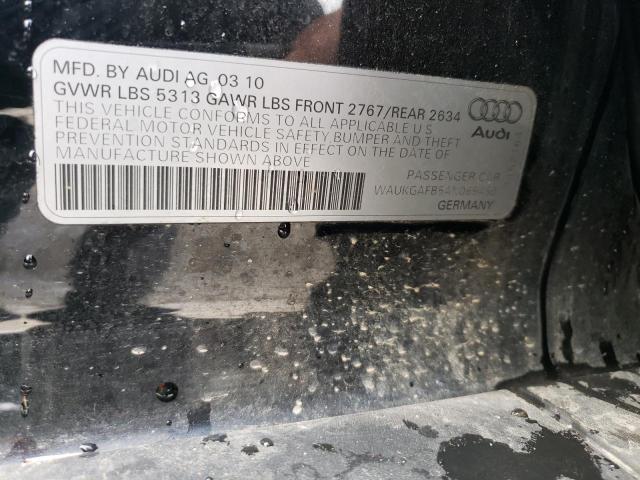 MFD. BY AUDI AG 03 10
GVWR LBS 5313 GAWR LBS FRONT 2767/REAR 2634
THIS VEHICLE CONFORMS TO ALL APPLICABLE U S
FEDERAL MOTOR VEHICLE SAFETY BUMPER AND THEFT
PREVENTION STANDARDS IN EFFECT ON THE DATE OF
MANUFACTURE SHOWN ABOVE
Audi
PASSENGER CAR
GERMANY